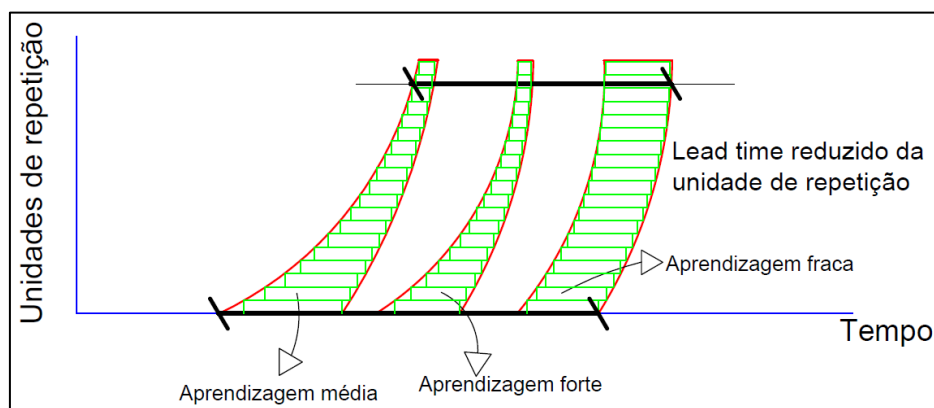 Unidades de repetição
Lead time reduzido da
unidade de repetição
Aprendizagem fraca
Tempo
Aprendizagem média
Aprendizagem forte